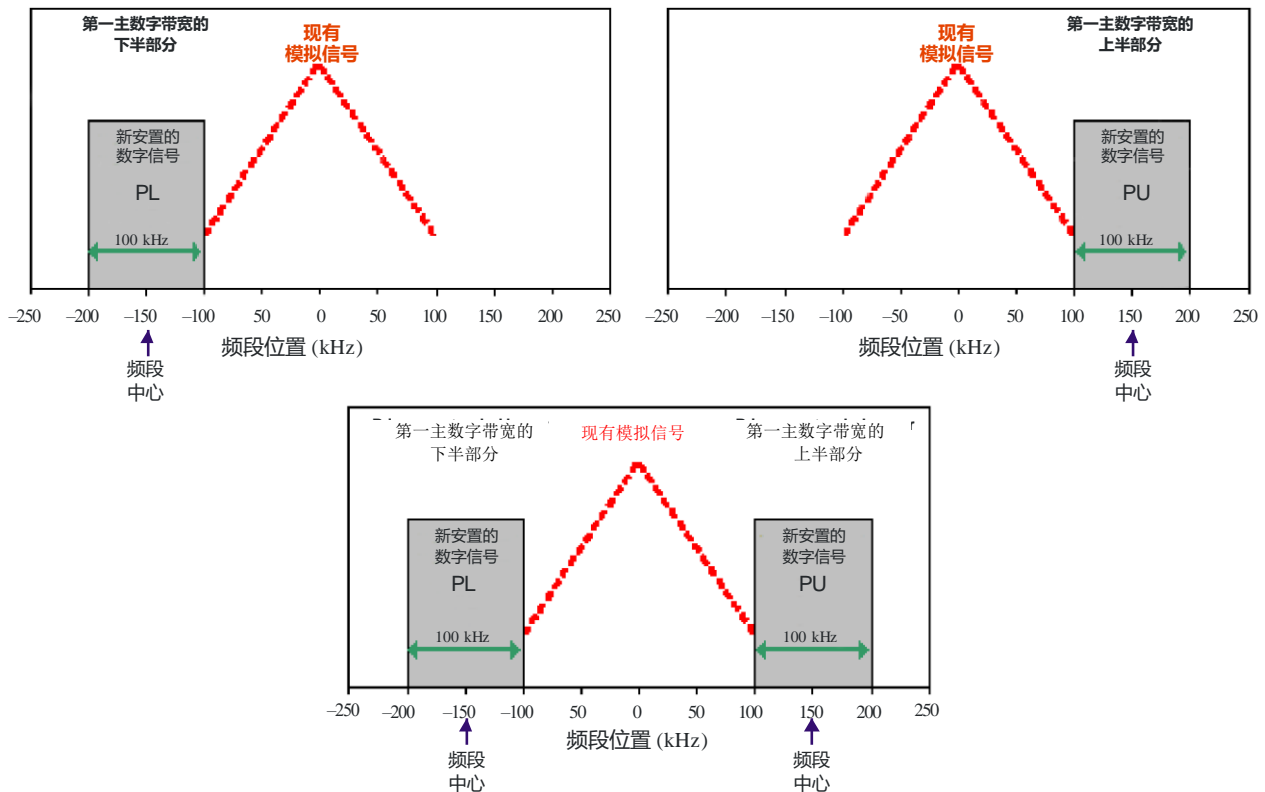 第一主数字带宽的
下半部分
现有
模拟信号
新安置的
数字信号
PL
100 kHz
–250 –200 –150 –100 50 0 50 100 150 200 250
频段位置 (kHz)
频段
中心
现有
模拟信号
第一主数字带宽的
上半部分
新安置的
数字信号
PU
100 kHz
–250 –200 –150 –100 –50 0 50 100 150 200 250
频段位置 (kHz)
频段
中心
第一主数字带宽的
下半部分
现有模拟信号
第一主数字带宽的
上半部分
新安置的
数字信号
PL
100 kHz
新安置的
数字信号
PU
100 kHz
–250 –200 –150 –100 50 0 50 100 150 200 250
频段位置 (kHz)
频段
中心
频段
中心